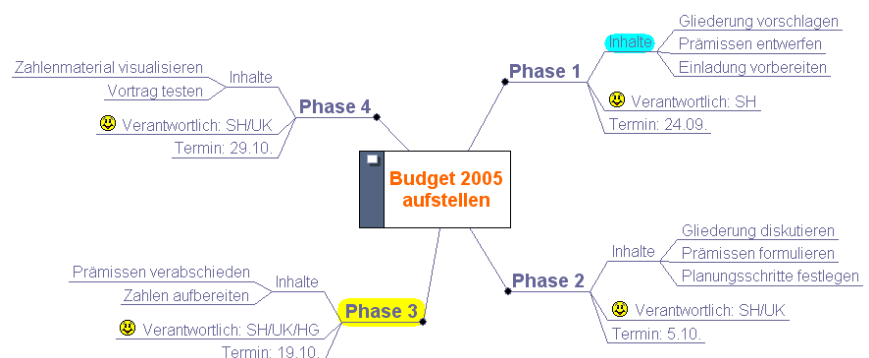 Budget 2005
aufstellen
Phase 1
Inhalte
Gliederung vorschlagen
Prämissen entwerfen
Einladung vorbereiten
Verantwortlich: SH
Termin: 24.09.
Phase 2
Inhalte
Gliederung diskutieren
Prämissen formulieren
Planungsschritte festlegen
Verantwortlich: SH/UK
Termin: 5.10.
Phase 3
Inhalte
Prämissen verabschieden
Zahlen aufbereiten
Verantwortlich: SH/UK/HG
Termin: 19.10.
Phase 4
Inhalte
Zahlenmaterial visualisieren
Vortrag testen
Verantwortlich: SH/UK
Termin: 29.10.